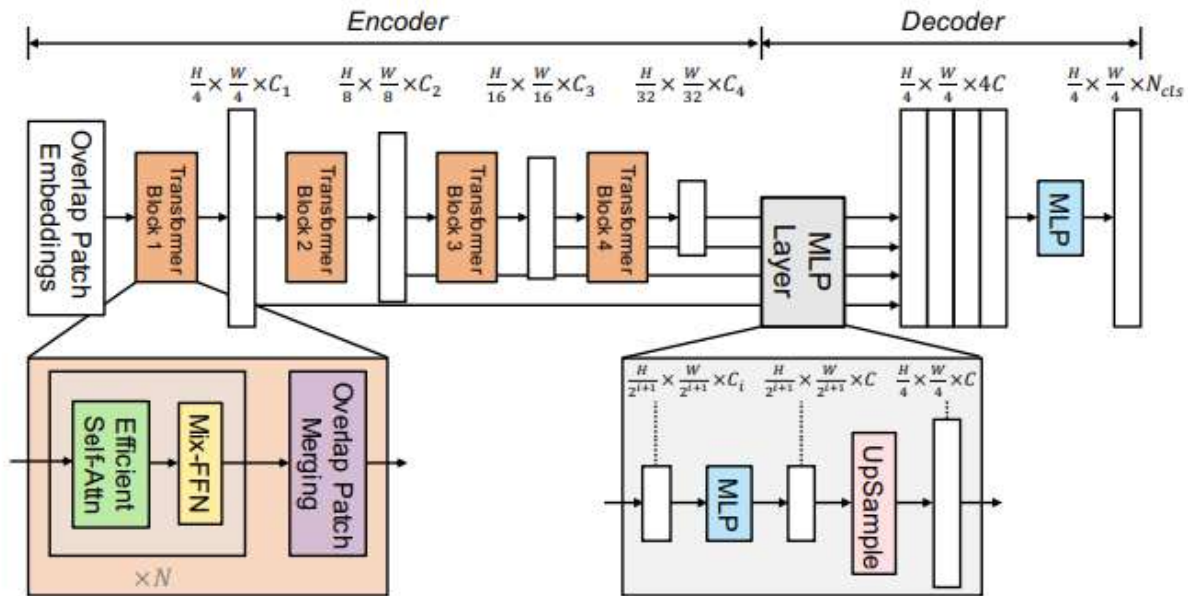 Encoder
Decoder
H/4 × W/4 × C₁
H/8 × W/8 × C₂
H/16 × W/16 × C₃
H/32 × W/32 × C₄
H/4 × W/4 × 4C
H/4 × W/4 × N_cls
Overlap Patch
Embeddings
Transformer
Block 1
Transformer
Block 2
Transformer
Block 3
Transformer
Block 4
MLP
Layer
MLP
Efficient
Self-Attn
Mix-FFN
Overlap Patch
Merging
×N
H/2^(i+1) × W/2^(i+1) × C_i
H/2^(i+1) × W/2^(i+1) × C
H/4 × W/4 × C
MLP
UpSample